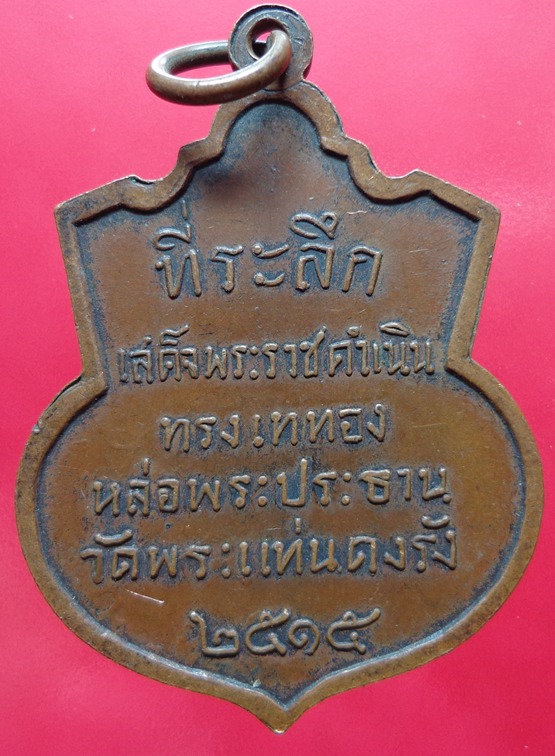 ที่ระลึก
เสด็จพระราชดำเนิน
ทรงเททอง
หล่อพระประธาน
วัดพระแท่นดงรัง
๒๕๑๕